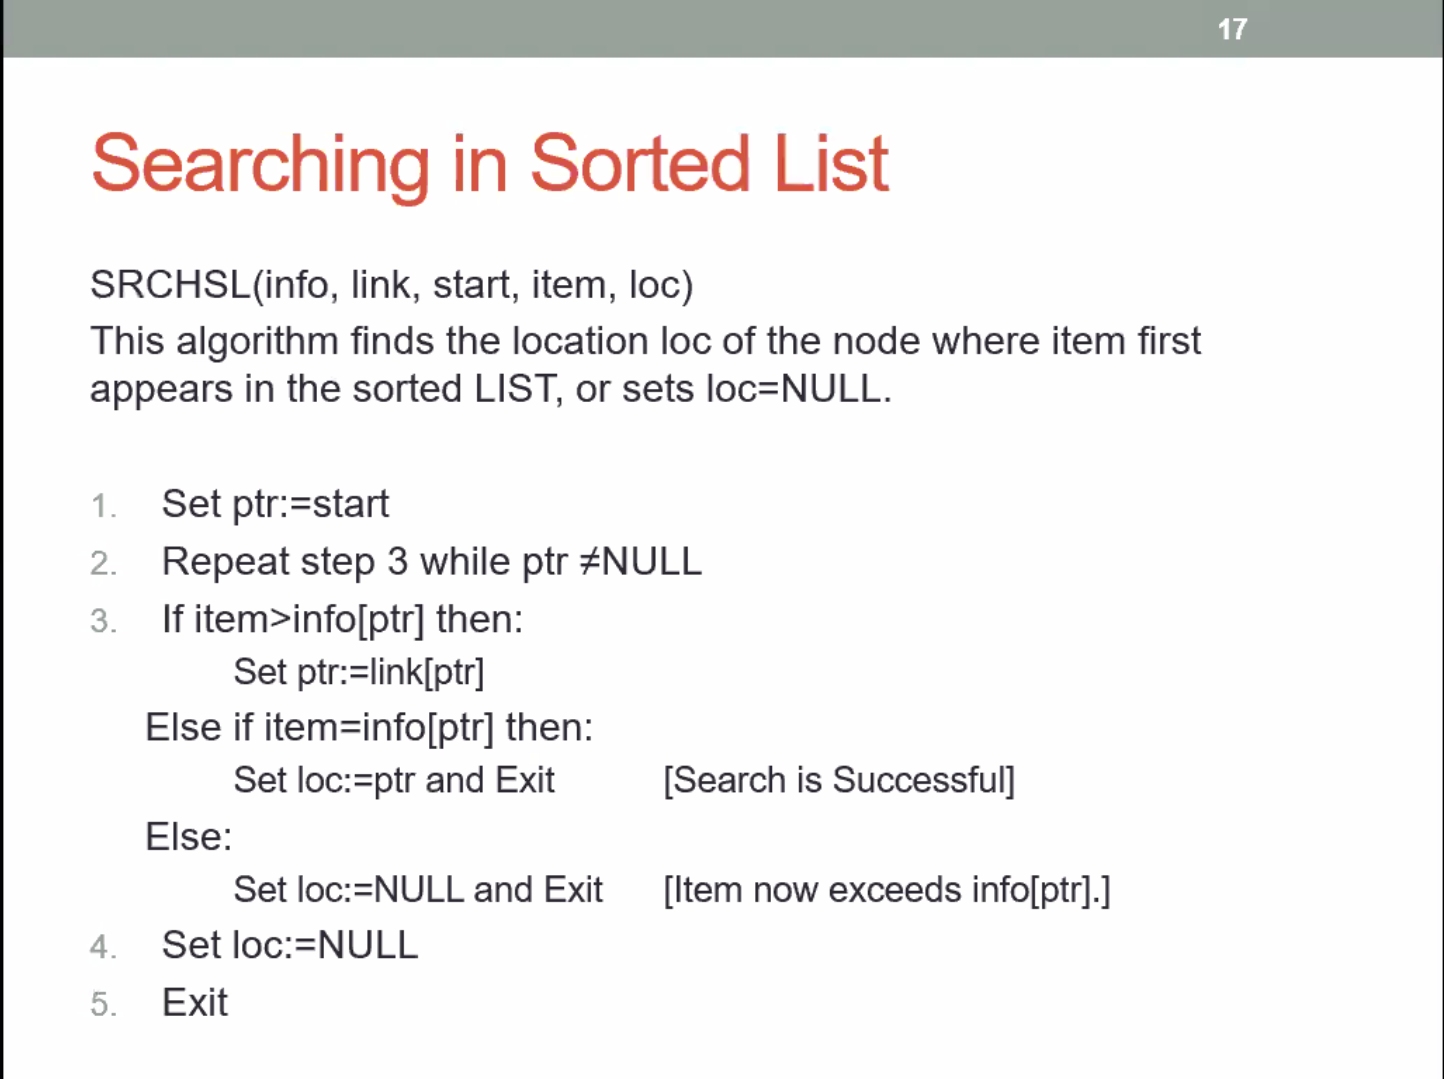 17
Searching in Sorted List
SRCHSL(info, link, start, item, loc)
This algorithm finds the location loc of the node where item first
appears in the sorted LIST, or sets loc=NULL.
1. Set ptr:=start
2. Repeat step 3 while ptr ≠NULL
3. If item>info[ptr] then:
Set ptr:=link[ptr]
Else if item=info[ptr] then:
Set loc:=ptr and Exit [Search is Successful]
Else:
Set loc:=NULL and Exit [Item now exceeds info[ptr].]
4. Set loc:=NULL
5. Exit